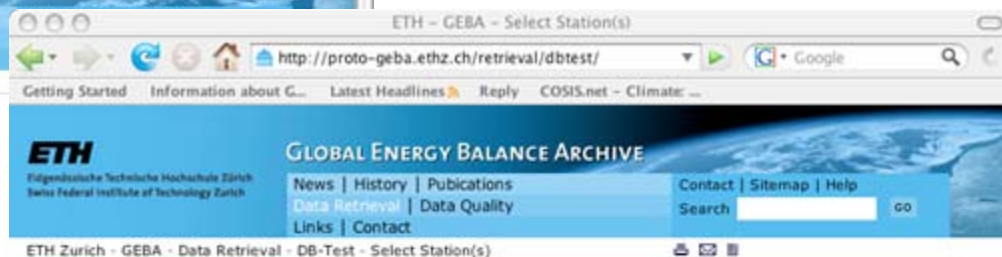 ETH - GEBA - Select Station(s)
http://proto-geba.ethz.ch/retrieval/dbtest/
G Google
Getting Started Information about G... Latest Headlines Reply COSIS.net - Climate: ...
ETH
Eidgenössische Technische Hochschule Zürich
Swiss Federal Institute of Technology Zurich
GLOBAL ENERGY BALANCE ARCHIVE
News | History | Pubications
Data Retrieval | Data Quality
Links | Contact
Contact | Sitemap | Help
Search GO
ETH Zurich - GEBA - Data Retrieval - DB-Test - Select Station(s)